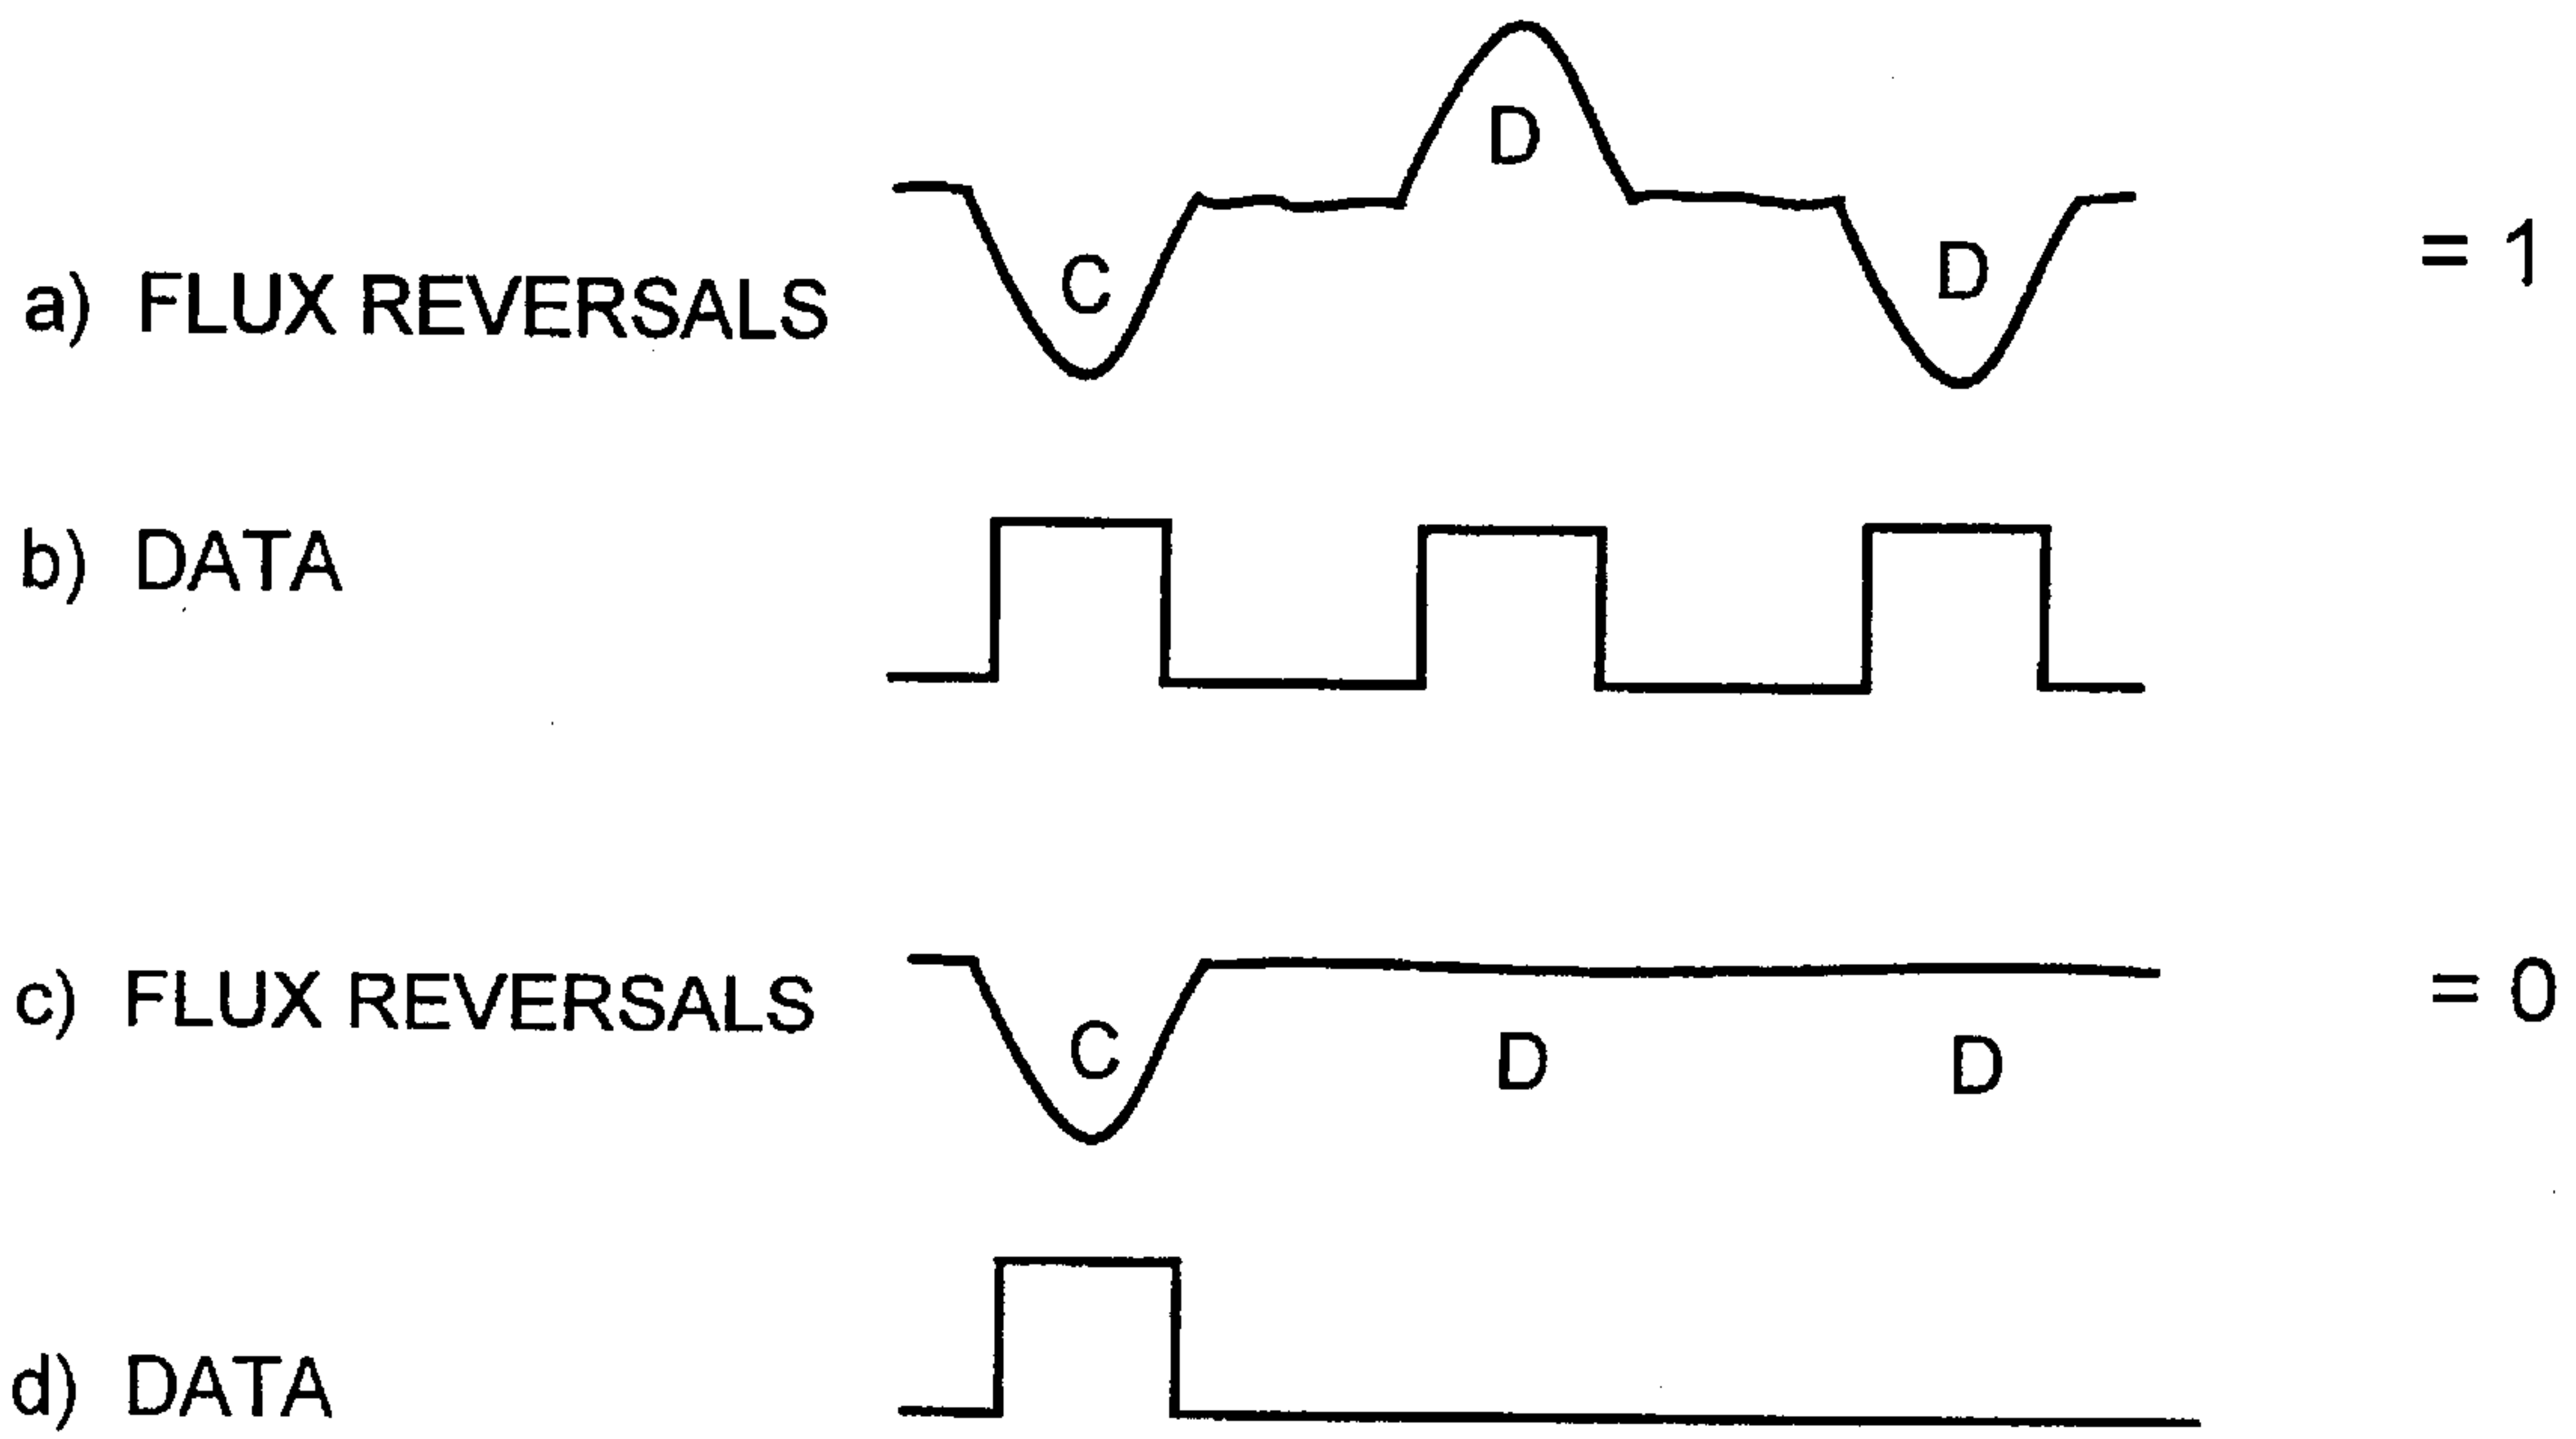 D
a) FLUX REVERSALS C D = 1
b) DATA
c) FLUX REVERSALS C D D = 0
d) DATA